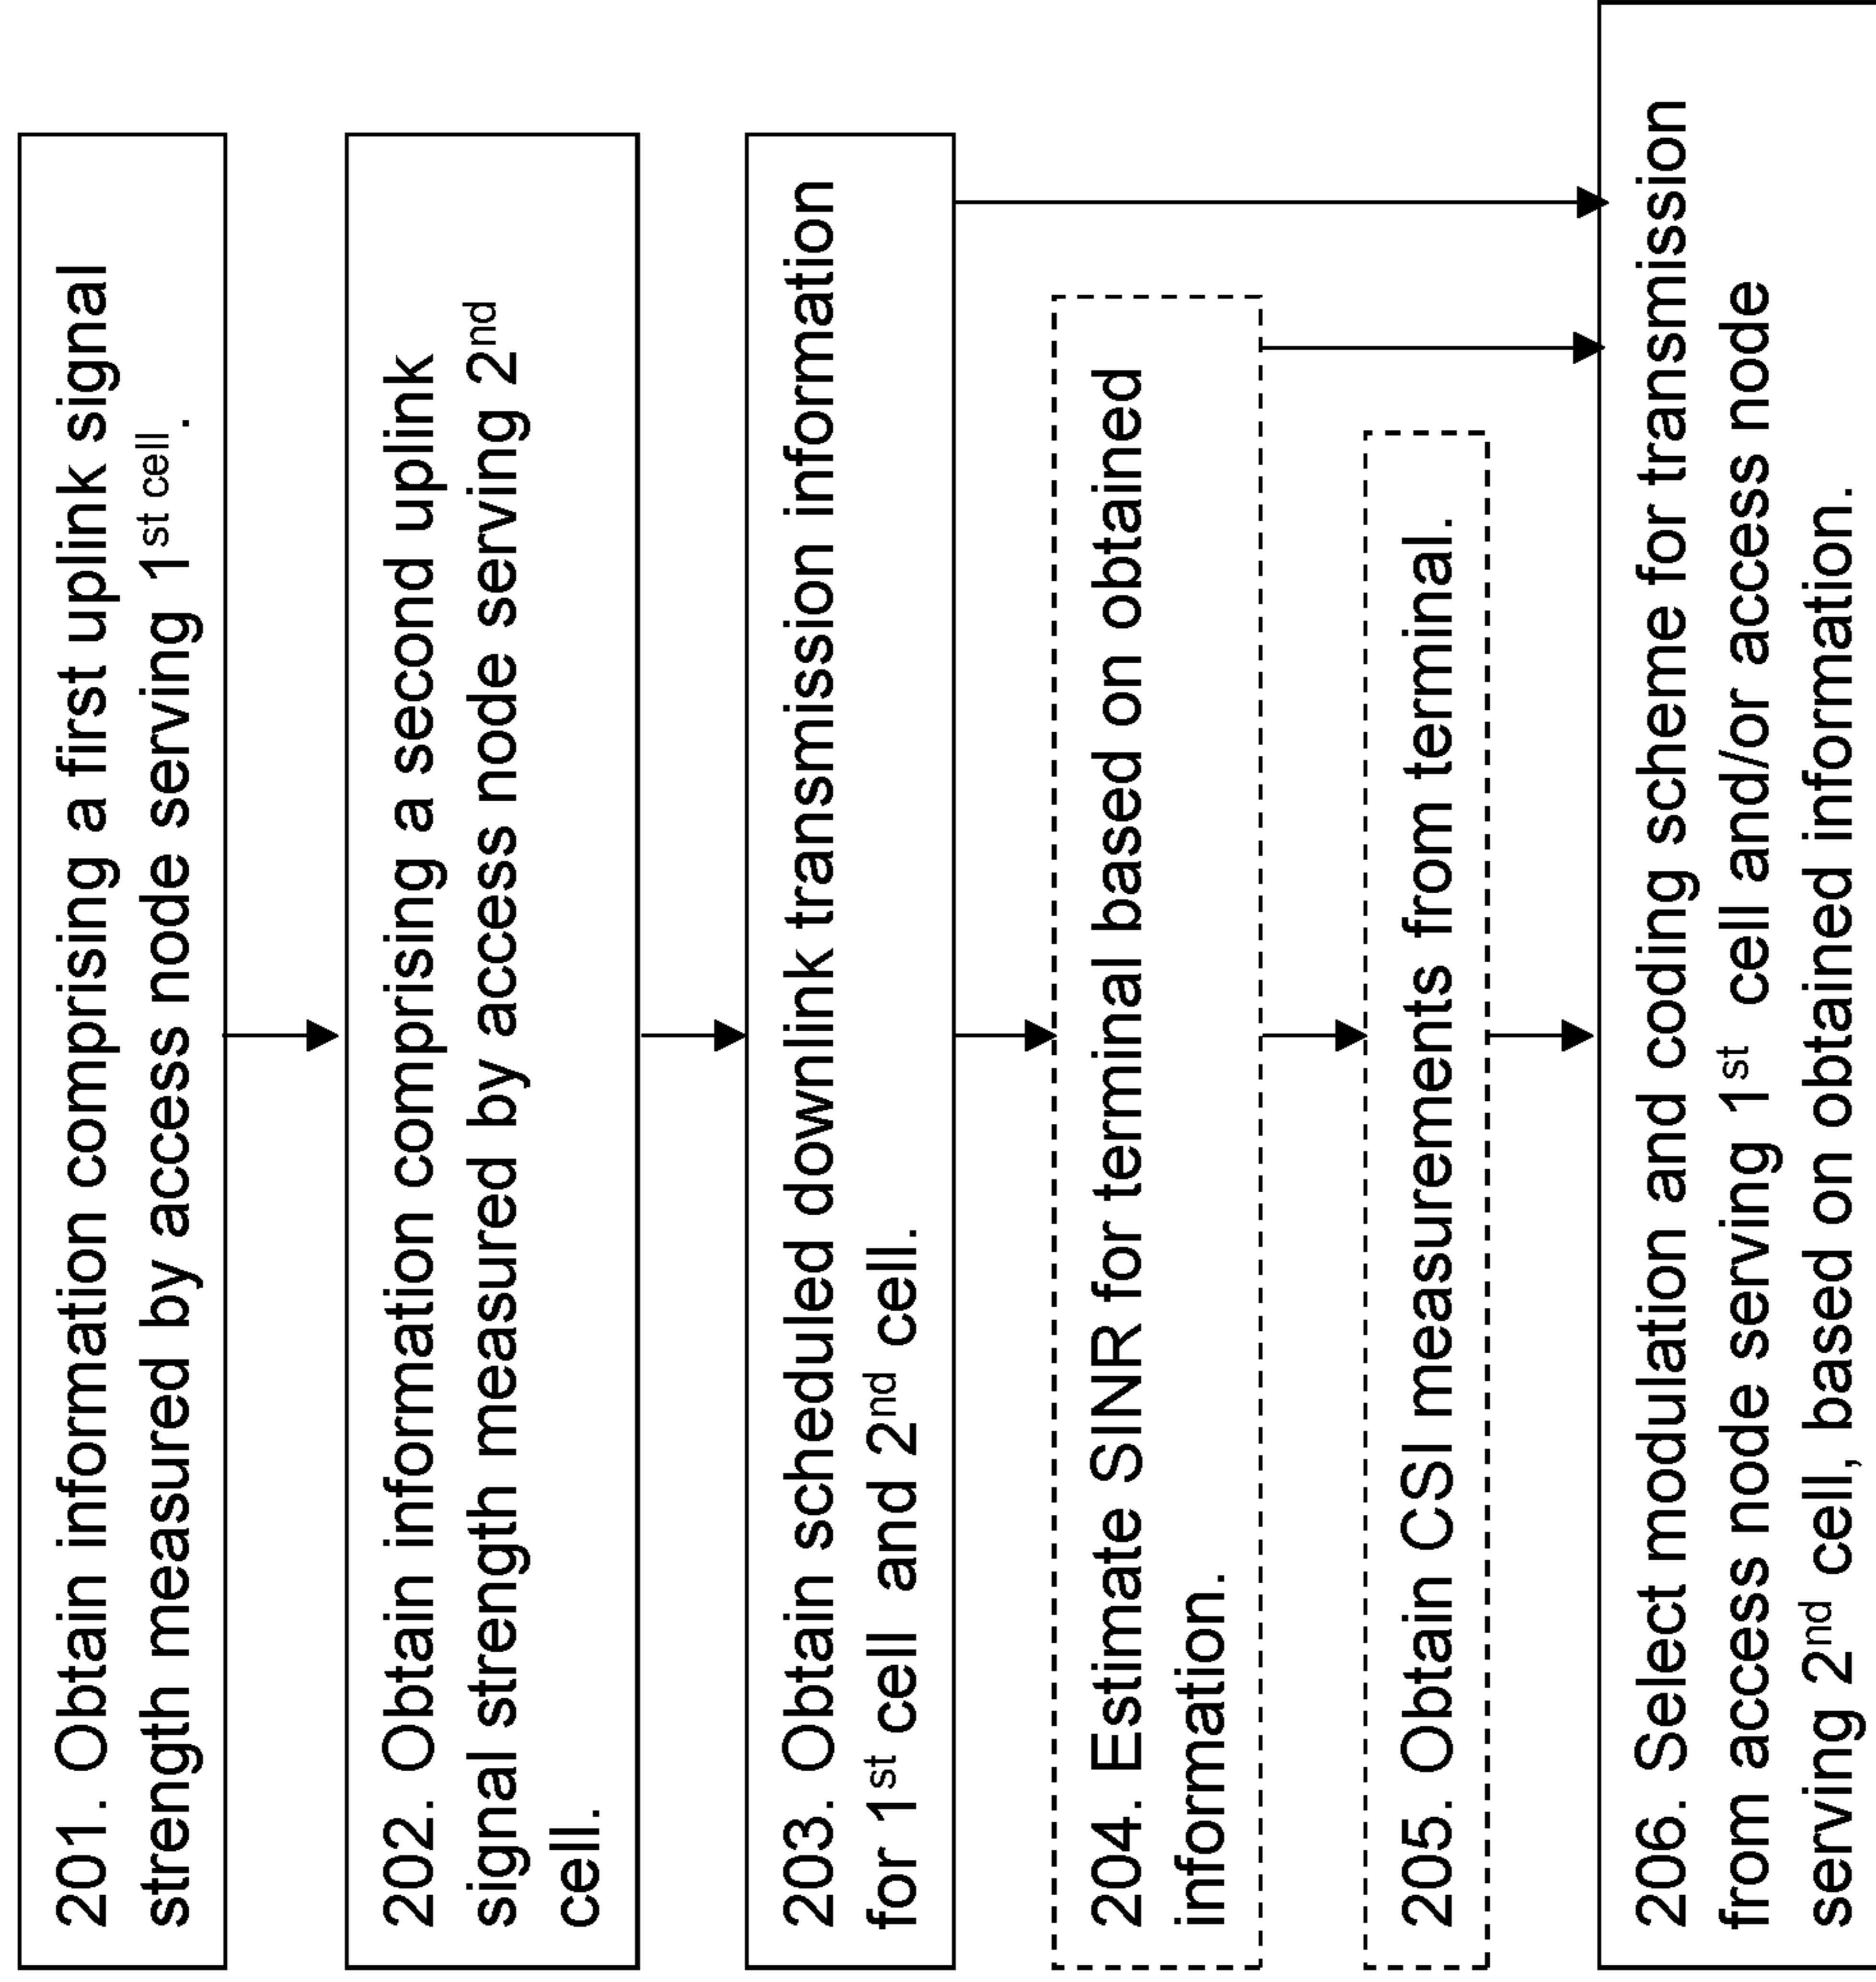 201. Obtain information comprising a first uplink signal
strength measured by access node serving 1st cell.
202. Obtain information comprising a second uplink
signal strength measured by access node serving 2nd
cell.
203. Obtain scheduled downlink transmission information
for 1st cell and 2nd cell.
204. Estimate SINR for terminal based on obtained
information.
205. Obtain CSI measurements from terminal.
206. Select modulation and coding scheme for transmission
from access node serving 1st cell and/or access node
serving 2nd cell, based on obtained information.